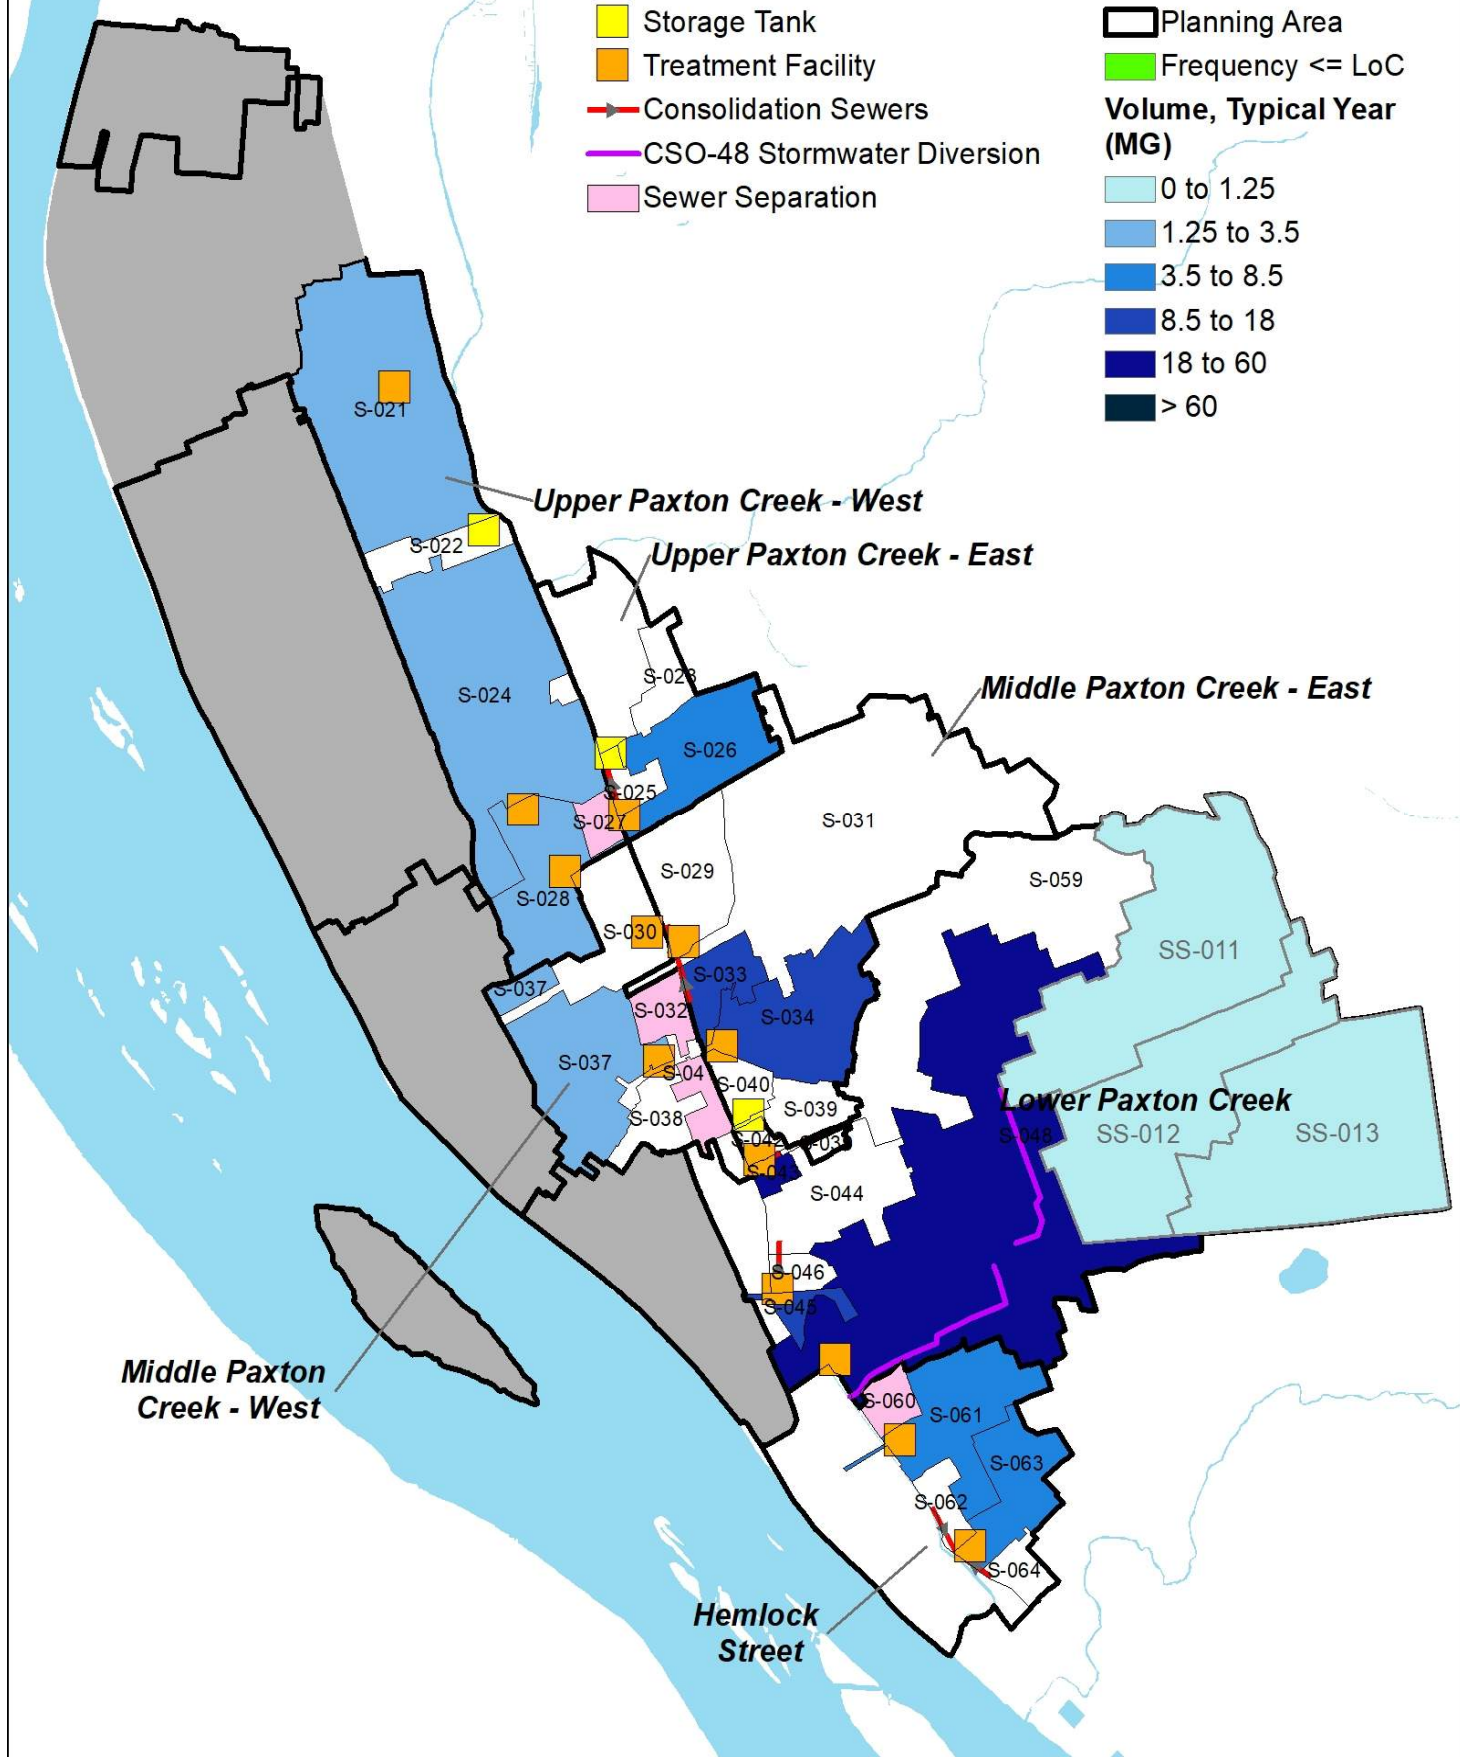 Storage Tank
Treatment Facility
Consolidation Sewers
CSO-48 Stormwater Diversion
Sewer Separation
Planning Area
Frequency <= LoC
Volume, Typical Year
(MG)
0 to 1.25
1.25 to 3.5
3.5 to 8.5
8.5 to 18
18 to 60
> 60
S-021
Upper Paxton Creek - West
S-022
Upper Paxton Creek - East
S-023
S-024
Middle Paxton Creek - East
S-026
S-025
S-027
S-031
S-029
S-059
S-028
S-030
SS-011
S-033
S-037
S-032
S-034
S-037
S-04
S-040
S-039
S-038
Lower Paxton Creek
S-048
SS-012
SS-013
S-042
S-03
S-043
S-044
S-046
S-045
Middle Paxton
Creek - West
S-060
S-061
S-063
S-062
S-064
Hemlock
Street